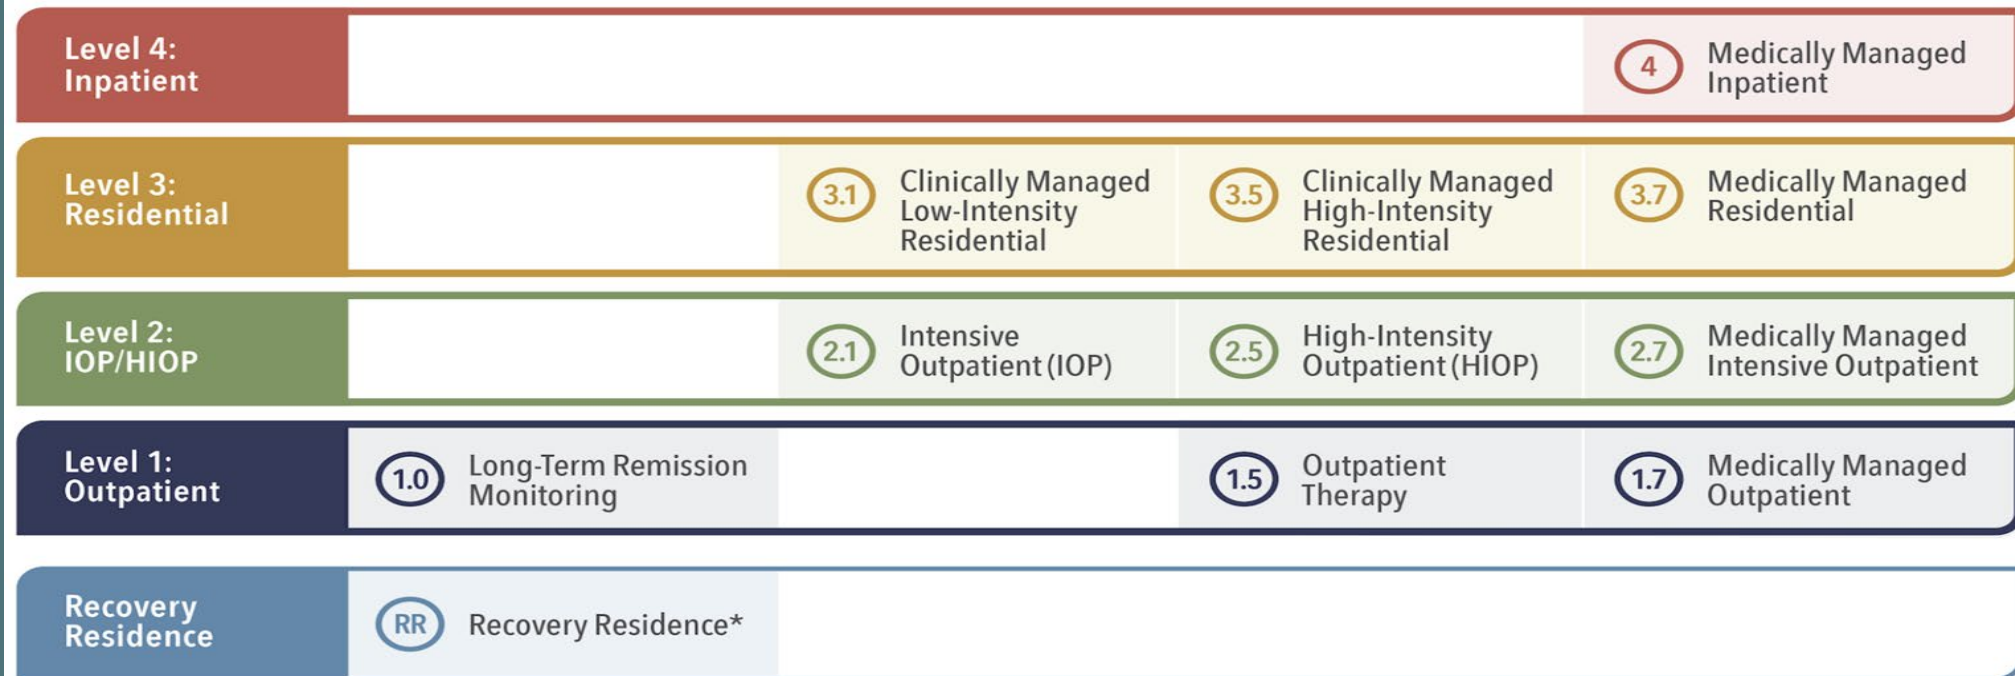 Level 4:
Inpatient
4
Medically Managed
Inpatient
Level 3:
Residential
3.1
Clinically Managed
Low-Intensity
Residential
3.5
Clinically Managed
High-Intensity
Residential
3.7
Medically Managed
Residential
Level 2:
IOP/HIOP
2.1
Intensive
Outpatient (IOP)
2.5
High-Intensity
Outpatient (HIOP)
2.7
Medically Managed
Intensive Outpatient
Level 1:
Outpatient
1.0
Long-Term Remission
Monitoring
1.5
Outpatient
Therapy
1.7
Medically Managed
Outpatient
Recovery
Residence
RR
Recovery Residence*